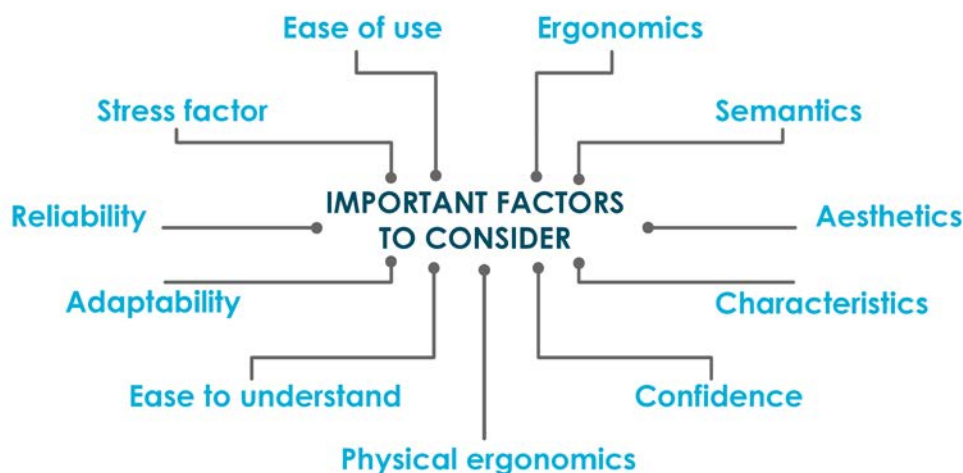 Ease of use
Ergonomics
Stress factor
Semantics
IMPORTANT FACTORS
TO CONSIDER
Reliability
Aesthetics
Adaptability
Characteristics
Ease to understand
Confidence
Physical ergonomics